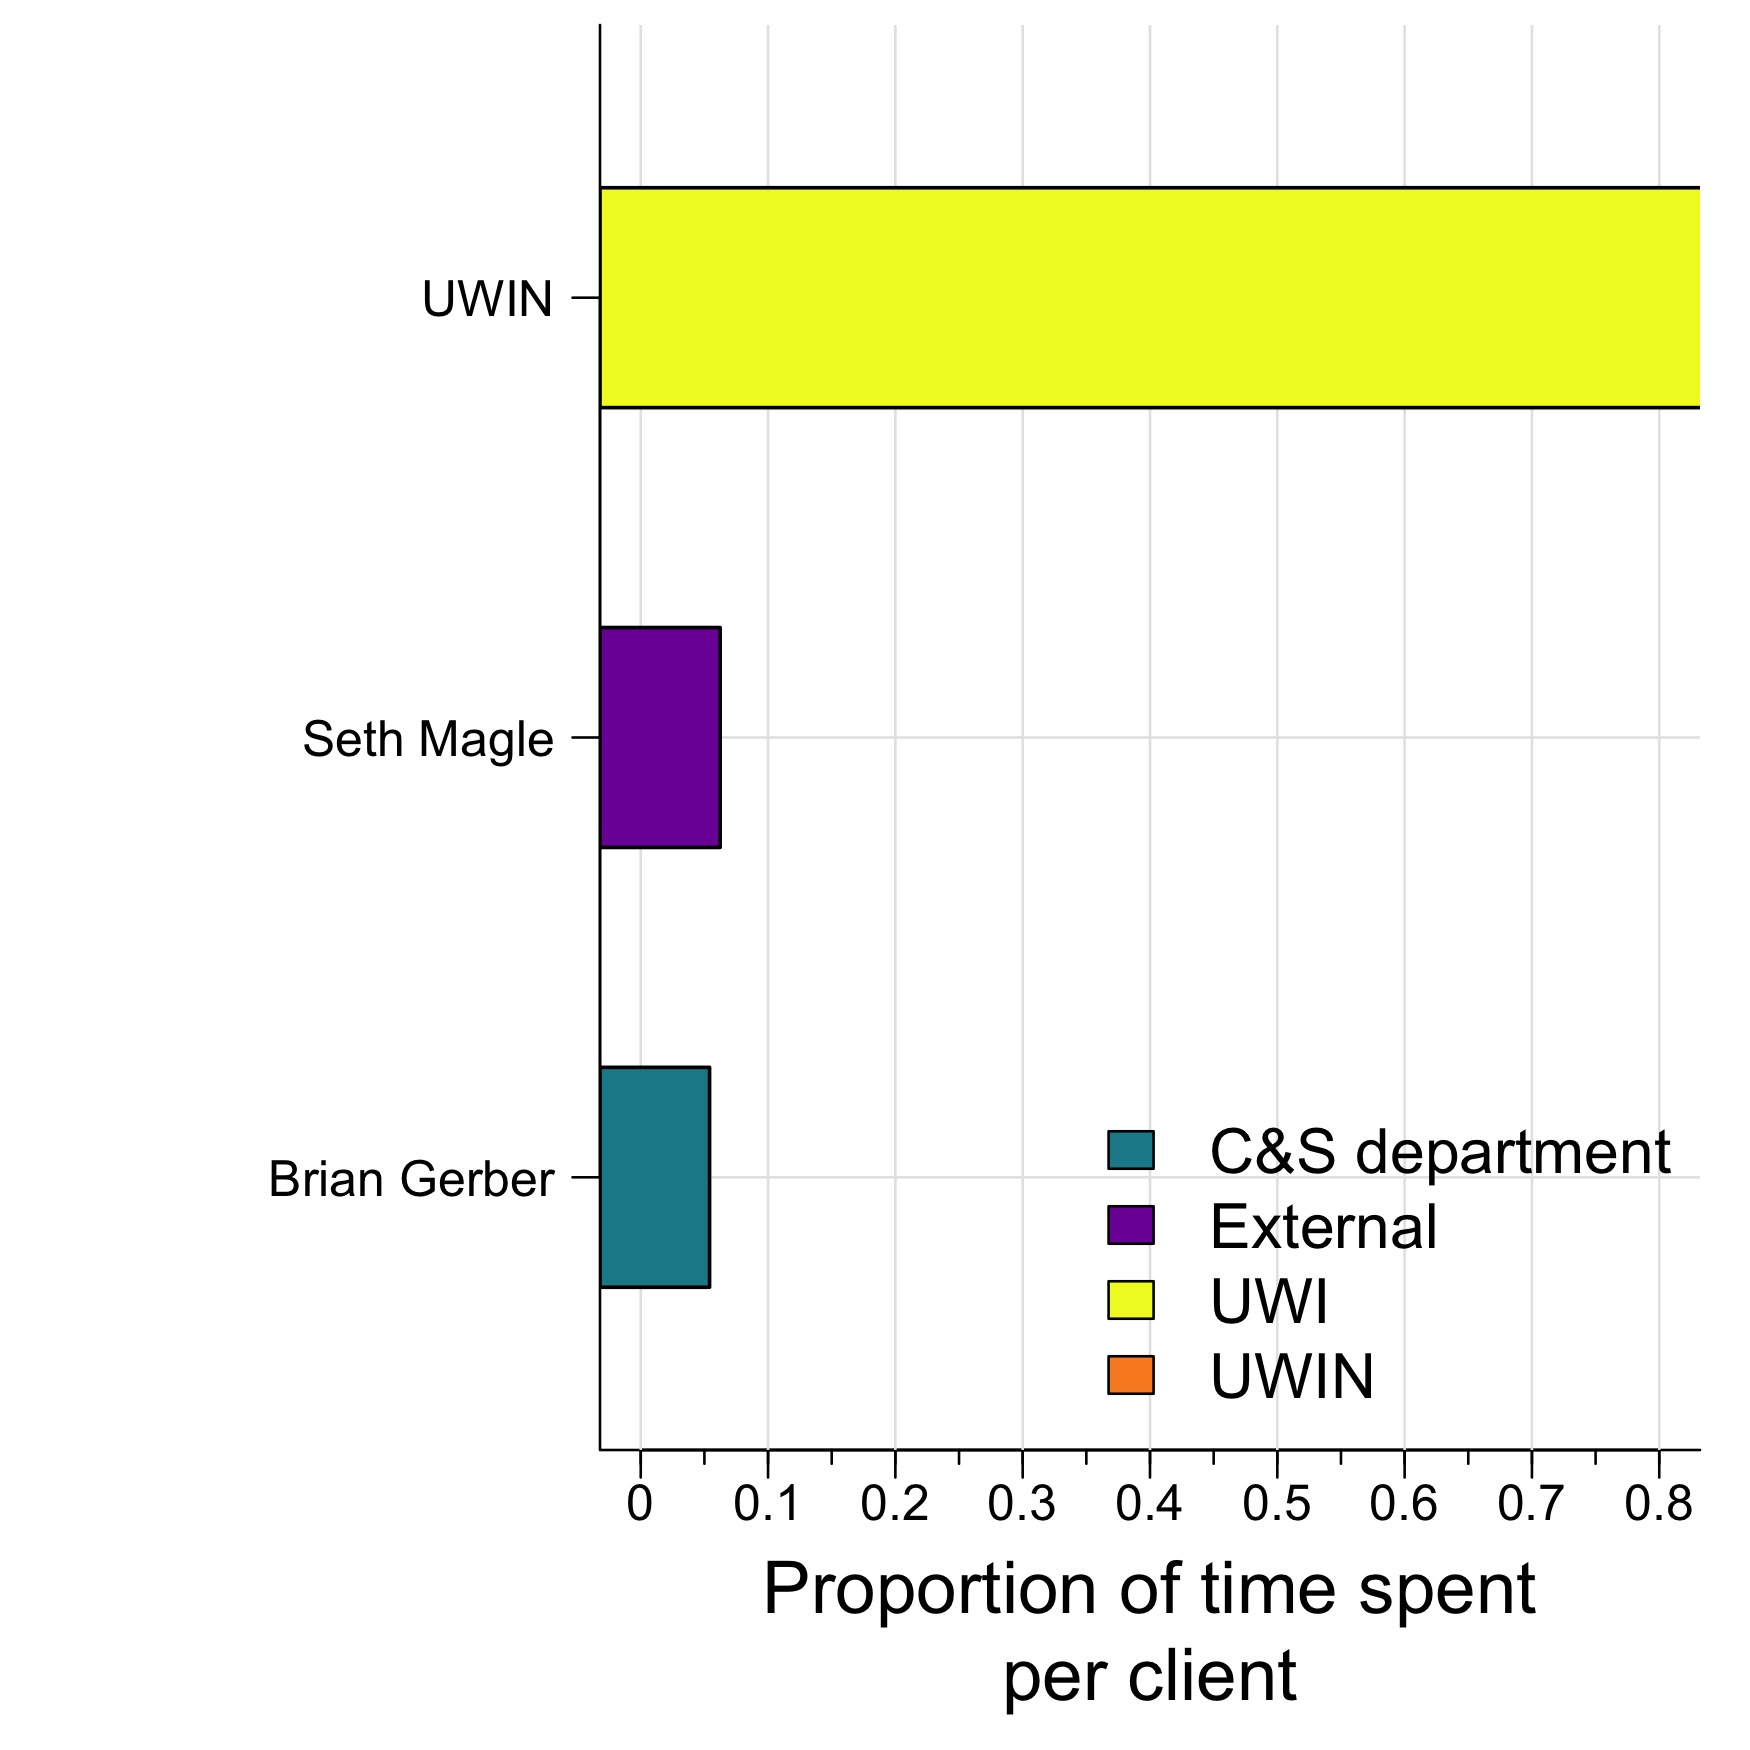 UWIN
Seth Magle
Brian Gerber
C&S department
External
UWI
UWIN
0 0.1 0.2 0.3 0.4 0.5 0.6 0.7 0.8
Proportion of time spent
per client